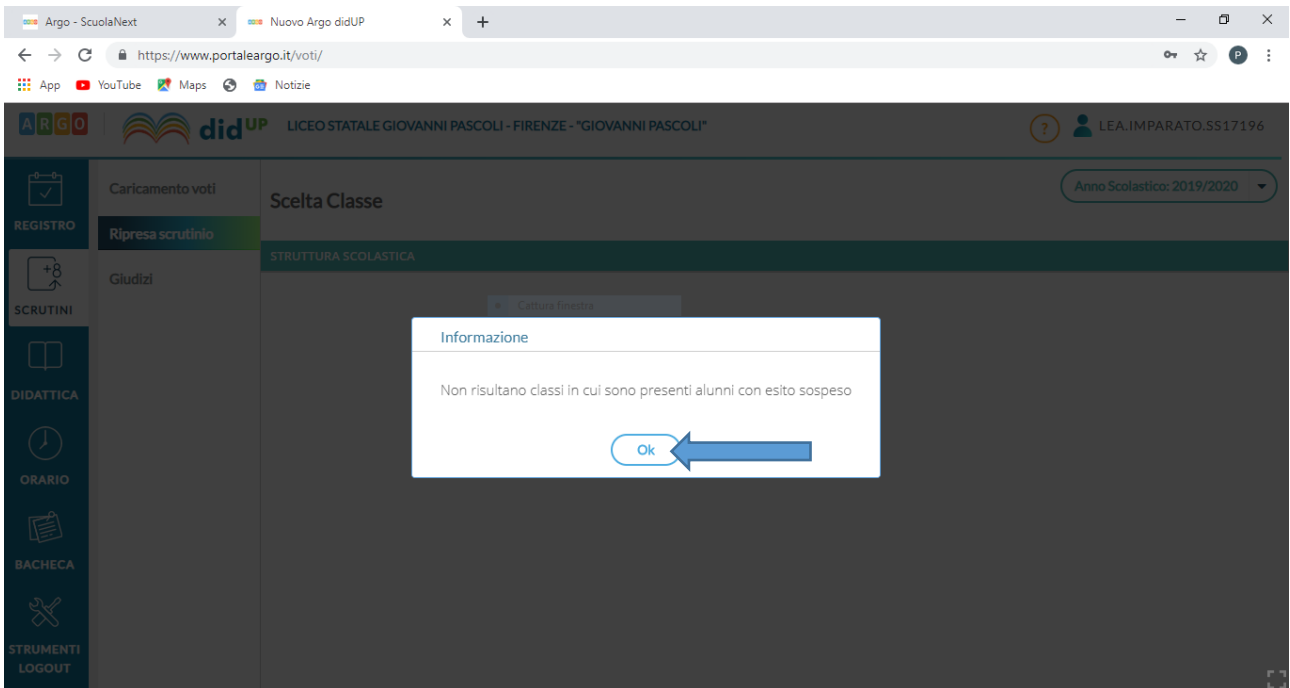 Argo - ScuolaNext
Nuovo Argo didUP
https://www.portaleargo.it/voti/
P
App
YouTube
Maps
Notizie
ARGO
didUP
LICEO STATALE GIOVANNI PASCOLI - FIRENZE - "GIOVANNI PASCOLI"
?
LEA.IMPARATO.SS17196
REGISTRO
Caricamento voti
Scelta Classe
Anno Scolastico: 2019/2020
Ripresa scrutinio
STRUTTURA SCOLASTICA
+8
SCRUTINI
Giudizi
Cattura finestra
Informazione
Non risultano classi in cui sono presenti alunni con esito sospeso
Ok
DIDATTICA
ORARIO
BACHECA
STRUMENTI
LOGOUT